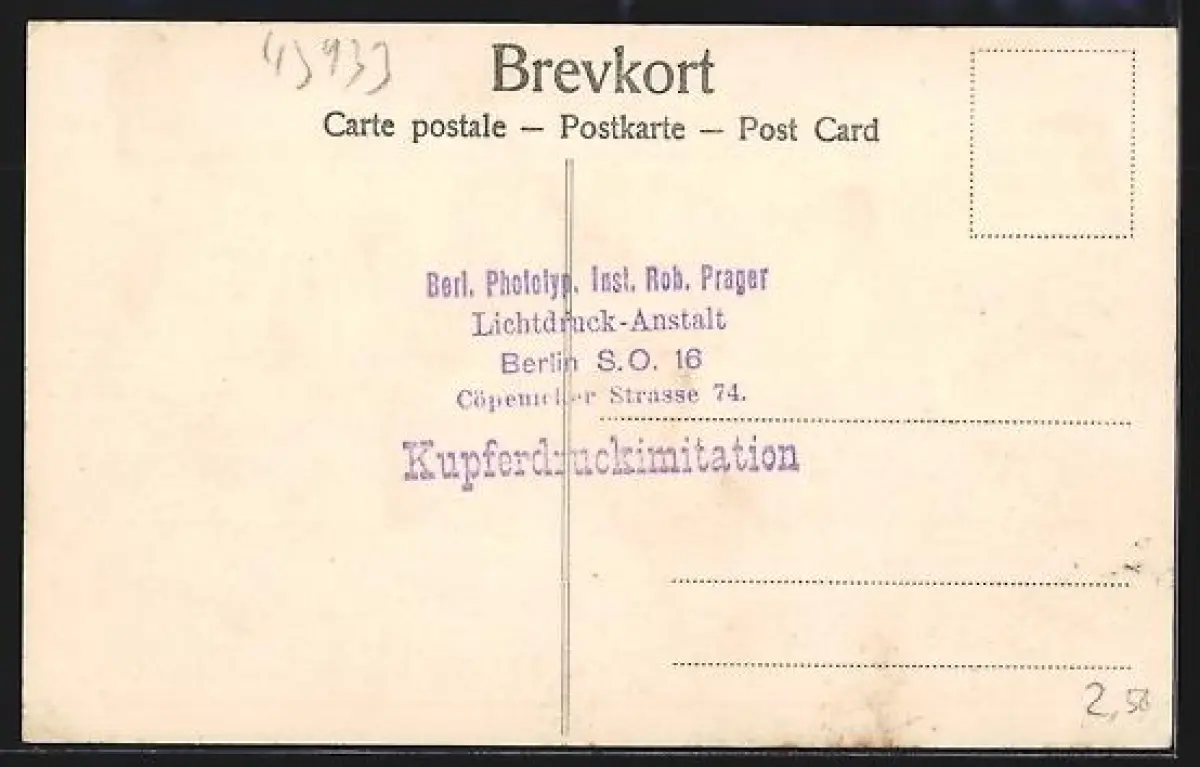 45933
Brevkort
Carte postale — Postkarte — Post Card
Berl. Phototyp. Inst. Rob. Prager
Lichtdruck-Anstalt
Berlin S.O. 16
Cöpenicker Strasse 74.
Kupferdruckimitation
2,50